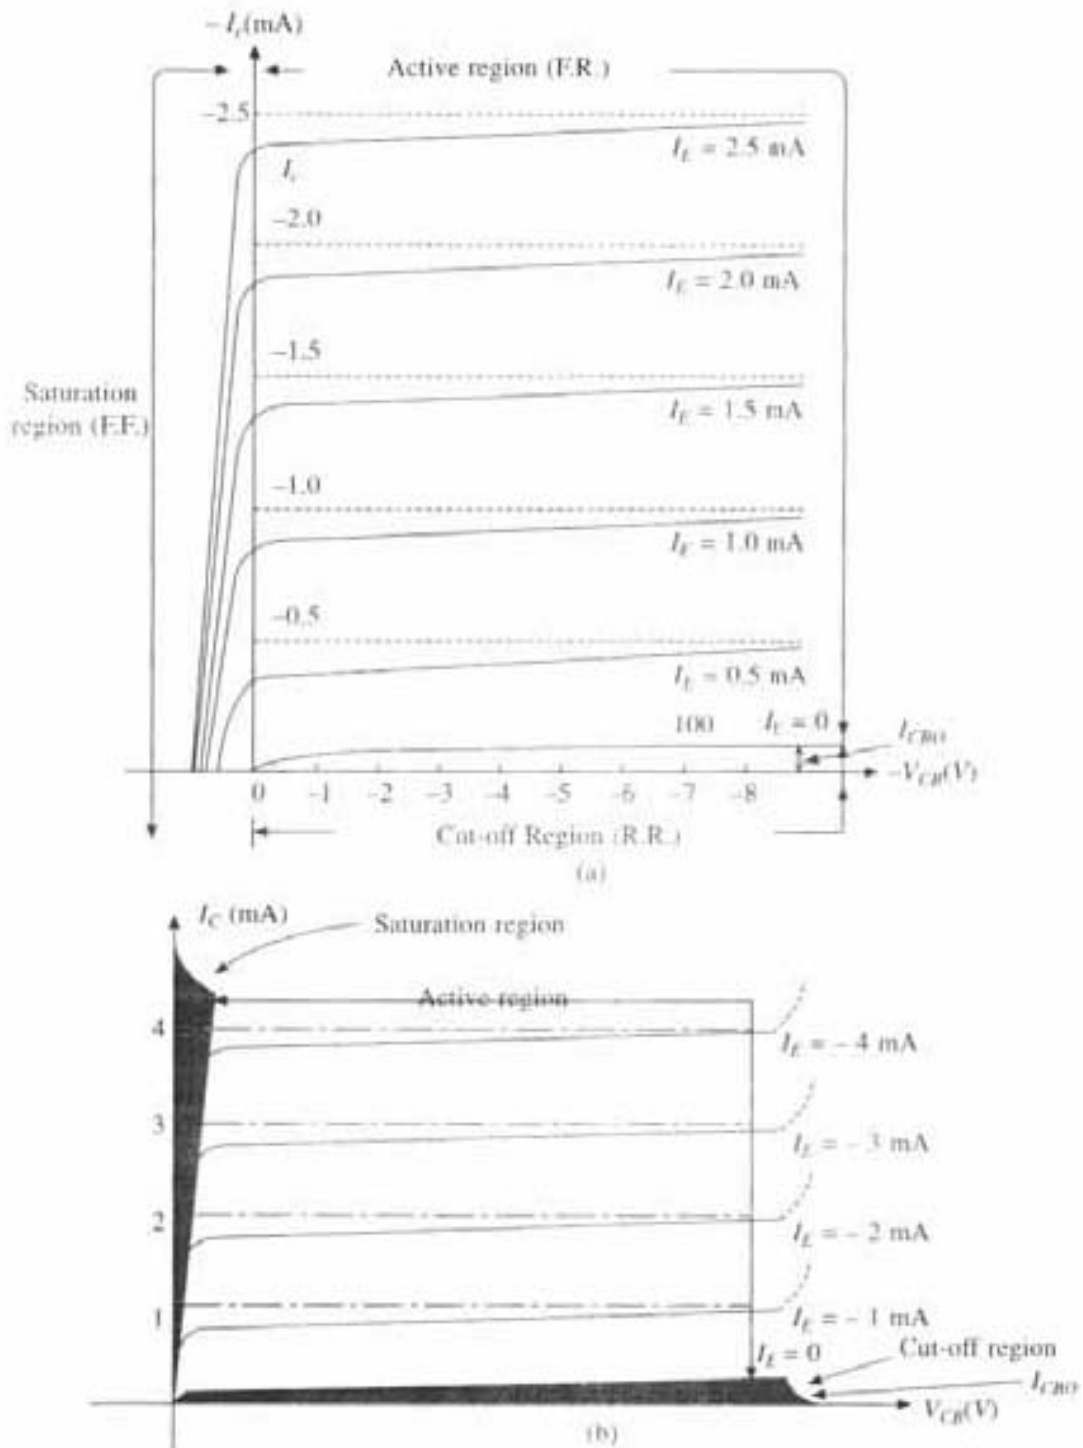 – I_c (mA)
Active region (F.R.)
–2.5
I_E = 2.5 mA
I_c
–2.0
I_E = 2.0 mA
–1.5
Saturation
region (F.F.)
I_E = 1.5 mA
–1.0
I_E = 1.0 mA
–0.5
I_E = 0.5 mA
100 I_E = 0
I_CBO
–V_CB(V)
0 –1 –2 –3 –4 –5 –6 –7 –8
Cut-off Region (R.R.)
(a)
I_C (mA)
Saturation region
Active region
4
I_E = – 4 mA
3
I_E = – 3 mA
2
I_E = – 2 mA
1
I_E = – 1 mA
I_E = 0
Cut-off region
I_CBO
V_CB(V)
(b)